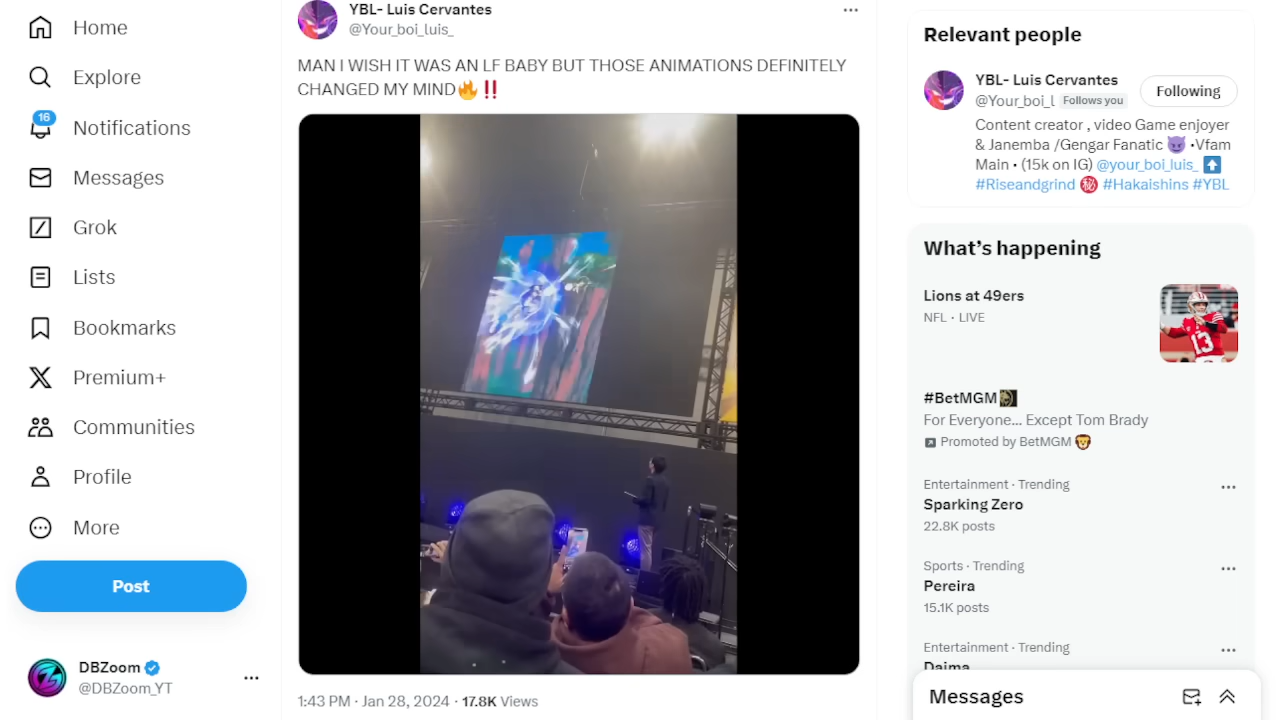 Home
Explore
16
Notifications
Messages
Grok
Lists
Bookmarks
Premium+
Communities
Profile
More
Post
DBZoom
@DBZoom_YT
YBL- Luis Cervantes
@Your_boi_luis_
MAN I WISH IT WAS AN LF BABY BUT THOSE ANIMATIONS DEFINITELY
CHANGED MY MIND🔥‼️
1:43 PM · Jan 28, 2024 · 17.8K Views
Relevant people
YBL- Luis Cervantes
@Your_boi_l Follows you
Following
Content creator , video Game enjoyer
& Janemba /Gengar Fanatic 😈 •Vfam
Main • (15k on IG) @your_boi_luis_ ⬆️
#Riseandgrind ㊙️ #Hakaishins #YBL
What’s happening
Lions at 49ers
NFL · LIVE
13
#BetMGM
For Everyone... Except Tom Brady
Promoted by BetMGM 🦁
Entertainment · Trending
Sparking Zero
22.8K posts
Sports · Trending
Pereira
15.1K posts
Entertainment · Trending
Daima
Messages